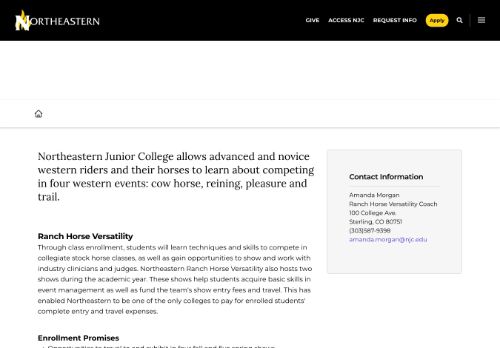 NORTHEASTERN
GIVE ACCESS NJC REQUEST INFO Apply
Northeastern Junior College allows advanced and novice
western riders and their horses to learn about competing
in four western events: cow horse, reining, pleasure and
trail.
Contact Information
Amanda Morgan
Ranch Horse Versatility Coach
100 College Ave.
Sterling, CO 80751
(303)587-9398
amanda.morgan@njc.edu
Ranch Horse Versatility
Through class enrollment, students will learn techniques and skills to compete in
collegiate stock horse classes, as well as gain opportunities to show and work with
industry clinicians and judges. Northeastern Ranch Horse Versatility also hosts two
shows during the academic year. These shows help students acquire basic skills in
event management as well as fund the team's show entry fees and travel. This has
enabled Northeastern to be one of the only colleges to pay for enrolled students'
complete entry and travel expenses.
Enrollment Promises